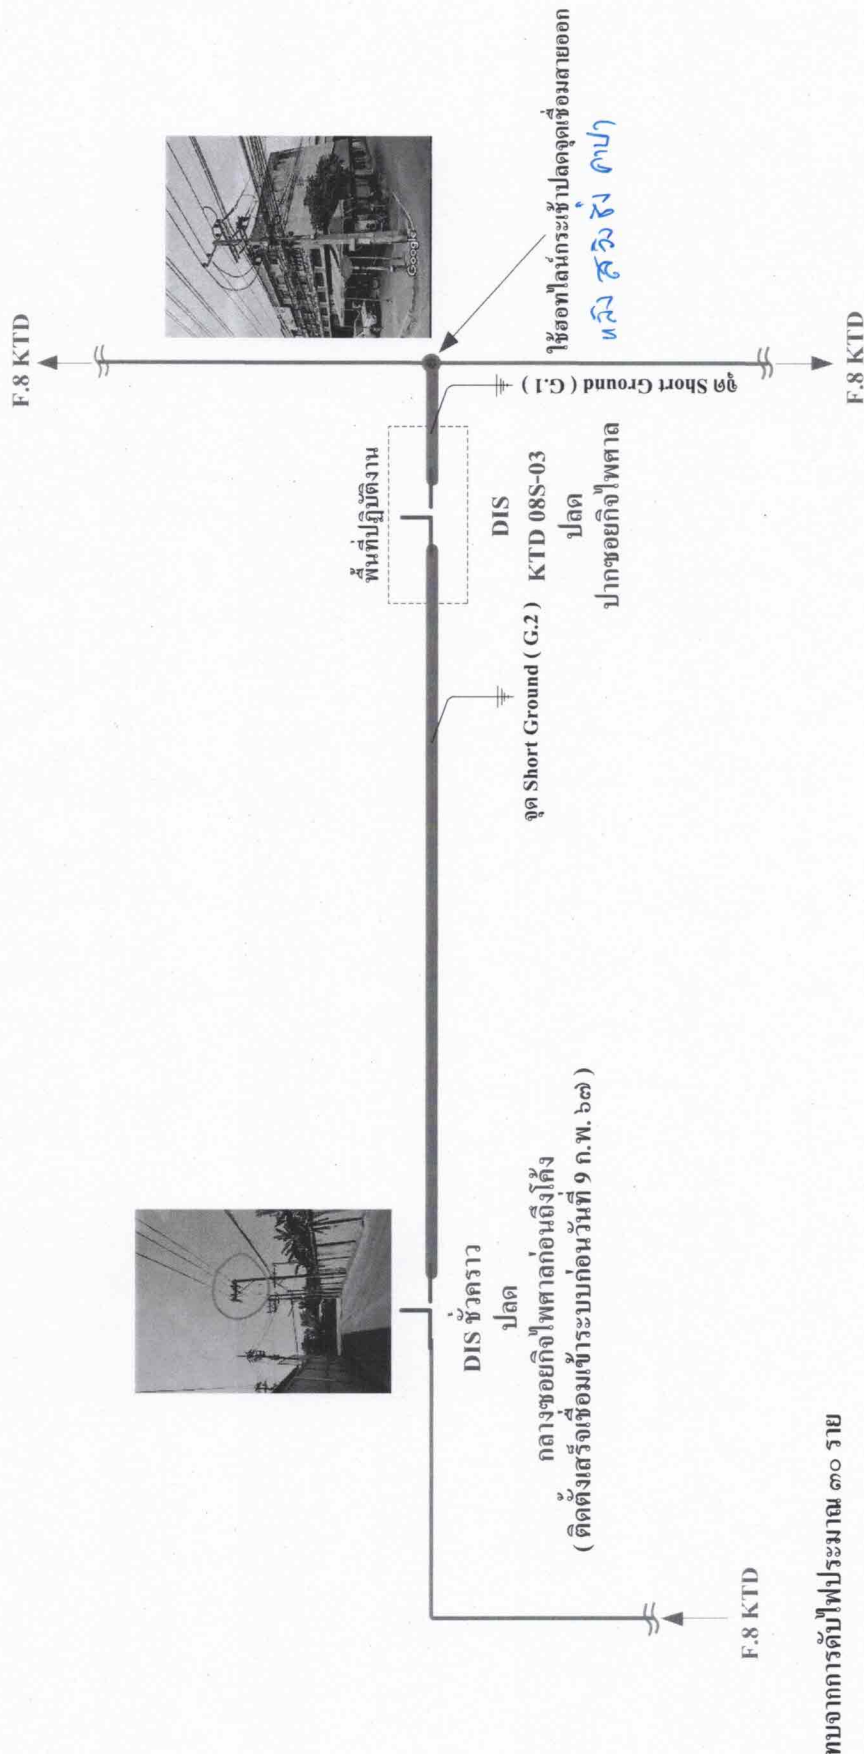 F.8 KTD
Google
ใช้ฮอทไลน์กระเช้าปลดจุดเชื่อมสายออก
จุด Short Ground ( G.1 )
พื้นที่ปฏิบัติงาน
DIS
KTD 08S-03
ปลด
ปากซอยกิจไพศาล
F.8 KTD
จุด Short Ground ( G.2 )
DIS ชั่วคราว
ปลด
กลางซอยกิจไพศาลก่อนถึงโค้ง
( ติดตั้งเสร็จเชื่อมเข้าระบบก่อนวันที่ 9 ก.พ. ๖๗ )
F.8 KTD
ทบจากการดับไฟประมาณ ๓๐ ราย